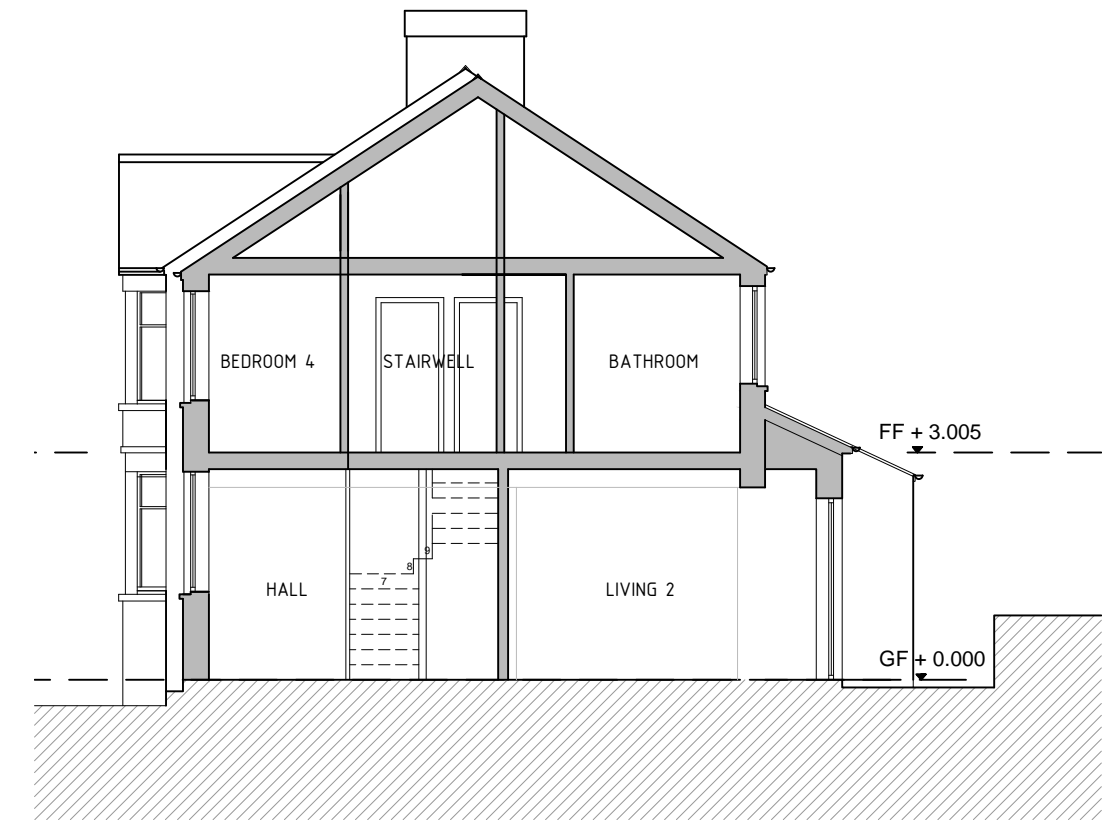 BEDROOM 4
STAIRWELL
BATHROOM
FF + 3.005
9
8
7
HALL
LIVING 2
GF + 0.000